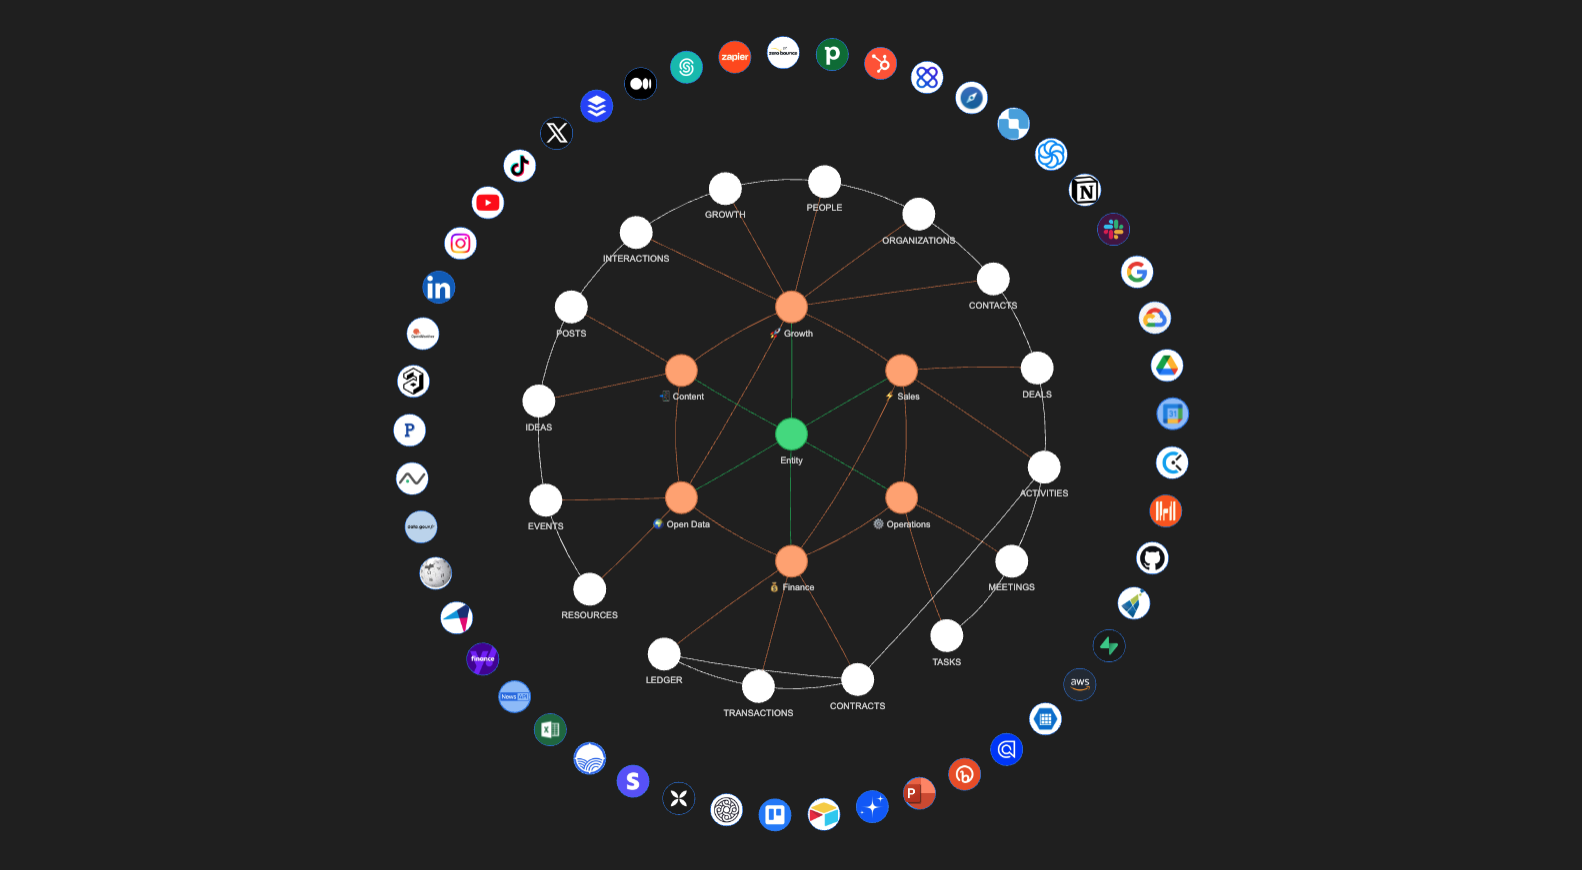 zapier
zero bounce
GROWTH
PEOPLE
ORGANIZATIONS
INTERACTIONS
CONTACTS
POSTS
Growth
Content
Sales
DEALS
IDEAS
Entity
ACTIVITIES
EVENTS
Open Data
Operations
Finance
MEETINGS
RESOURCES
TASKS
LEDGER
TRANSACTIONS
CONTRACTS
in
P
finance
News API
aws